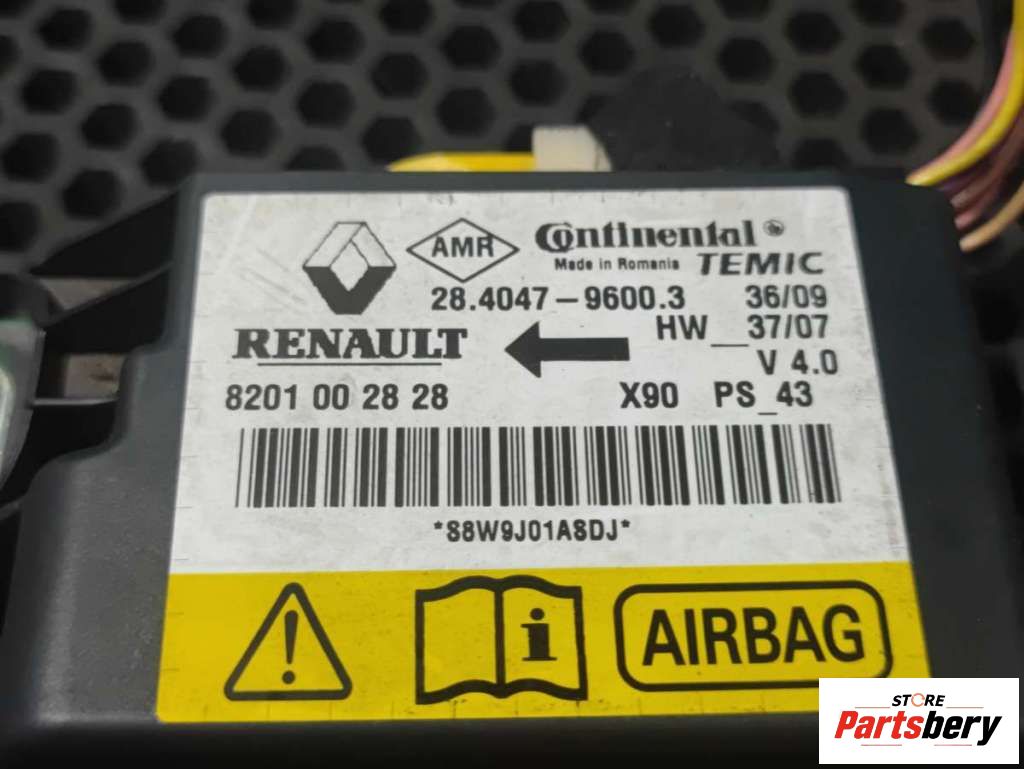 AMR
Continental
Made in Romania TEMIC
28.4047-9600.3 36/09
RENAULT
HW__37/07
V 4.0
8201 00 28 28 X90 PS_43
*S8W9J01ASDJ*
i
AIRBAG
STORE
Partsbery